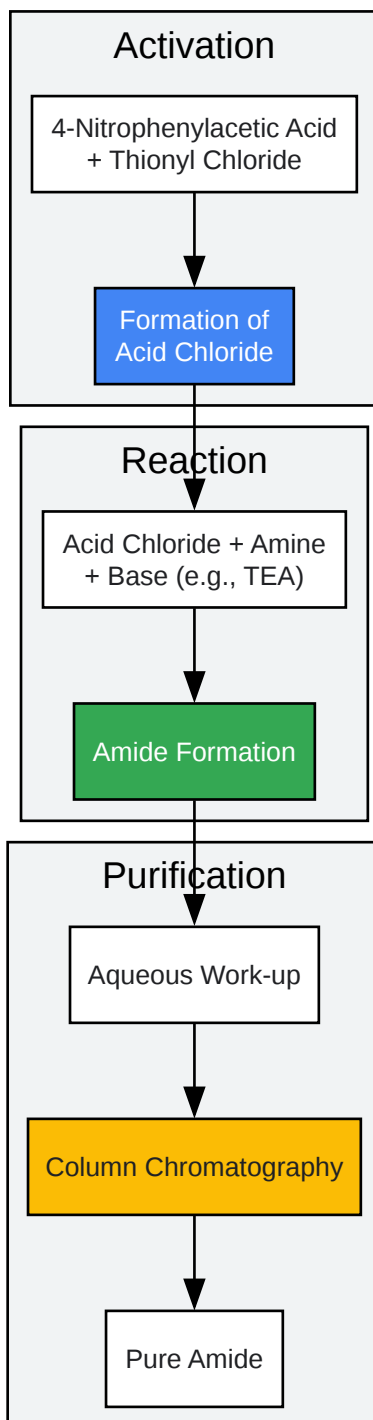 Activation
4-Nitrophenylacetic Acid
+ Thionyl Chloride
Formation of
Acid Chloride
Reaction
Acid Chloride + Amine
+ Base (e.g., TEA)
Amide Formation
Purification
Aqueous Work-up
Column Chromatography
Pure Amide